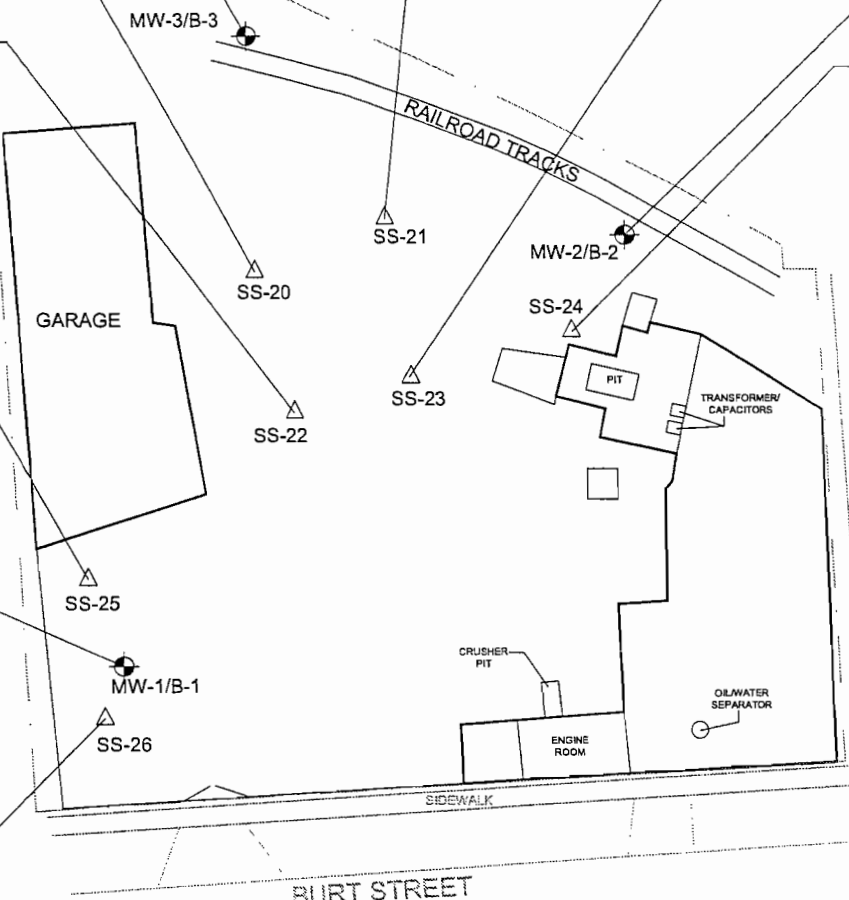 MW-3/B-3
RAILROAD TRACKS
SS-21
MW-2/B-2
SS-20
SS-24
GARAGE
PIT
SS-23
TRANSFORMER/
CAPACITORS
SS-22
SS-25
CRUSHER
PIT
MW-1/B-1
OIL/WATER
SEPARATOR
SS-26
ENGINE
ROOM
SIDEWALK
BURT STREET